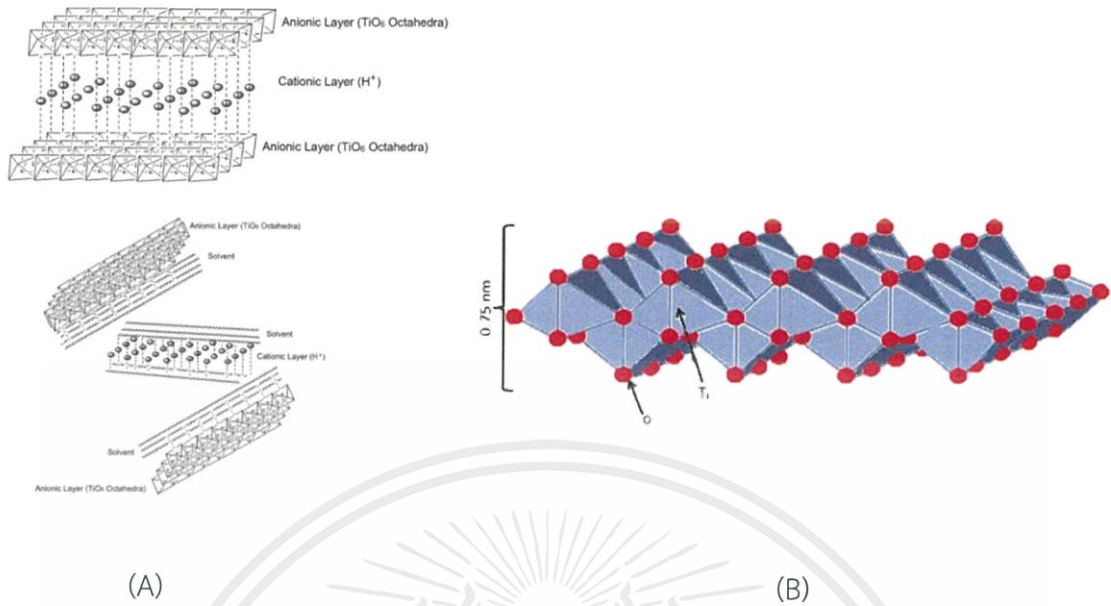 Anionic Layer (TiO₆ Octahedra)
Cationic Layer (H⁺)
Anionic Layer (TiO₆ Octahedra)
Anionic Layer (TiO₆ Octahedra)
Solvent
Solvent
Cationic Layer (H⁺)
Solvent
Anionic Layer (TiO₆ Octahedra)
(A)
0 75 nm
Ti
O
(B)